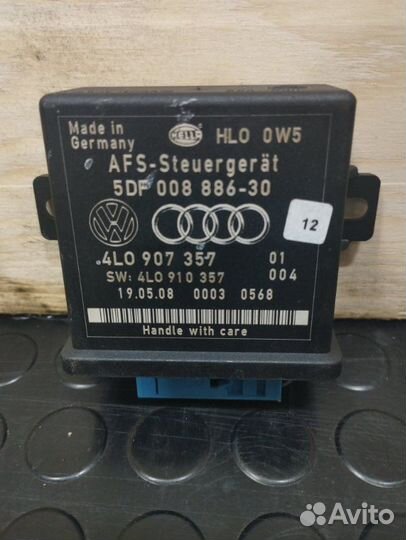 Made in
Germany
HELLA
HLO 0W5
AFS-Steuergerät
5DF 008 886-30
12
4L0 907 357 01
SW: 4L0 910 357 004
19.05.08 0003 0568
Handle with care
Avito